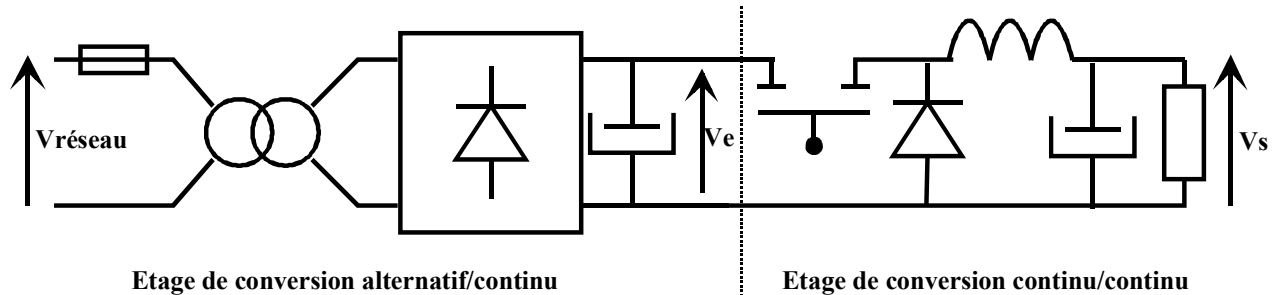 Vréseau
Ve
Vs
Etage de conversion alternatif/continu
Etage de conversion continu/continu